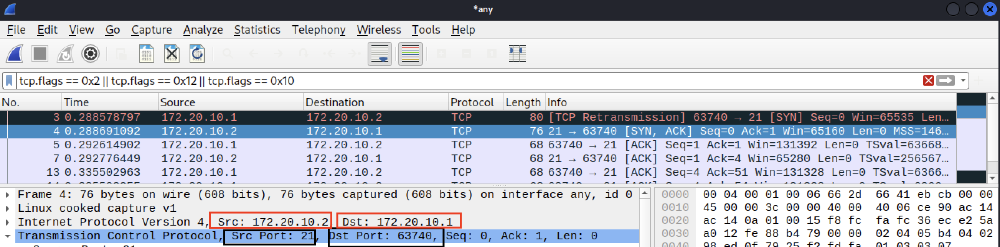 *any
File Edit View Go Capture Analyze Statistics Telephony Wireless Tools Help
tcp.flags == 0x2 || tcp.flags == 0x12 || tcp.flags == 0x10
No. Time Source Destination Protocol Length Info
3 0.288578797 172.20.10.1 172.20.10.2 TCP 80 [TCP Retransmission] 63740 → 21 [SYN] Seq=0 Win=65535 Len…
4 0.288691092 172.20.10.2 172.20.10.1 TCP 76 21 → 63740 [SYN, ACK] Seq=0 Ack=1 Win=65160 Len=0 MSS=146…
5 0.292614902 172.20.10.1 172.20.10.2 TCP 68 63740 → 21 [ACK] Seq=1 Ack=1 Win=131392 Len=0 TSval=63668…
7 0.292776449 172.20.10.2 172.20.10.1 TCP 68 21 → 63740 [ACK] Seq=1 Ack=4 Win=65280 Len=0 TSval=256567…
13 0.335502963 172.20.10.1 172.20.10.2 TCP 68 63740 → 21 [ACK] Seq=4 Ack=51 Win=131328 Len=0 TSval=6366…
Frame 4: 76 bytes on wire (608 bits), 76 bytes captured (608 bits) on interface any, id 0
Linux cooked capture v1
Internet Protocol Version 4, Src: 172.20.10.2, Dst: 172.20.10.1
Transmission Control Protocol, Src Port: 21, Dst Port: 63740, Seq: 0, Ack: 1, Len: 0
0000 00 04 00 01 00 06 66 2d 66 41 eb cb 00 00
0010 45 00 00 3c 00 00 40 00 40 06 ce 90 ac 14
0020 ac 14 0a 01 00 15 f8 fc fa fc 36 ec e2 5a
0030 a0 12 fe 88 b4 79 00 00 02 04 05 b4 04 02
0040 98 ed 0f 79 25 f2 fd fa 01 03 03 07